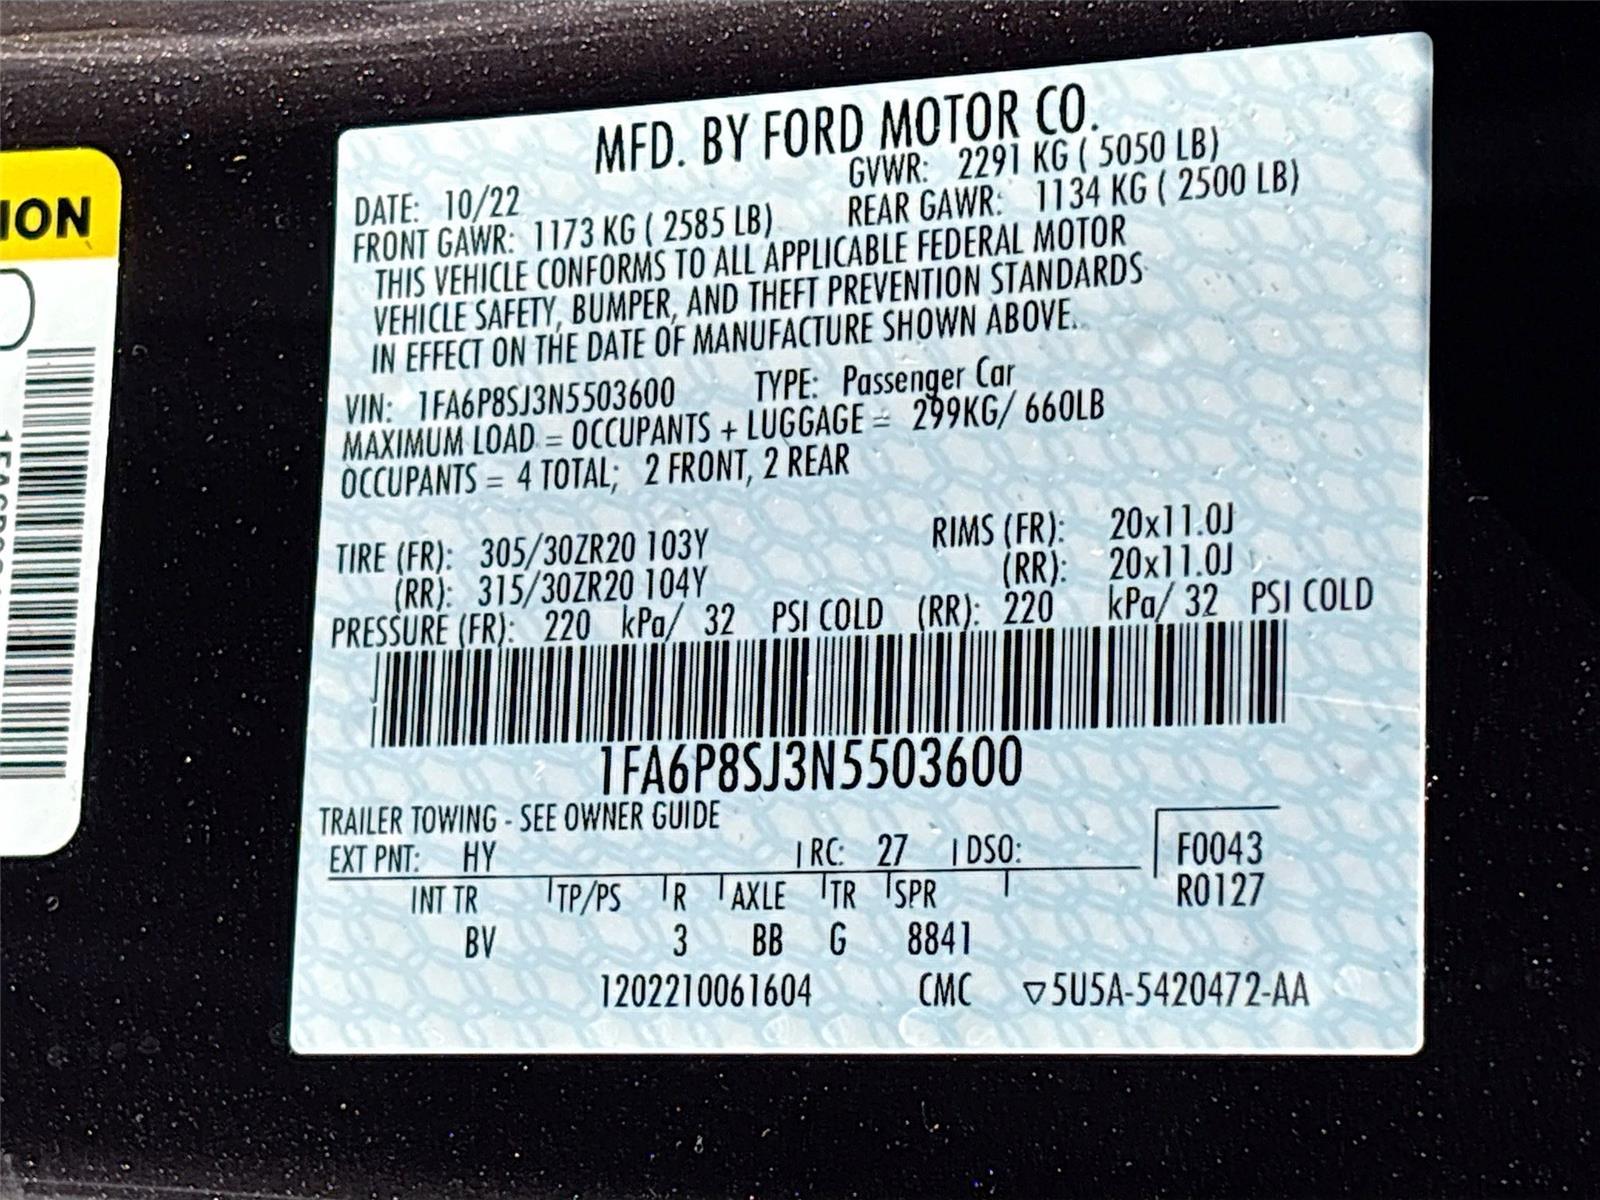 ION
MFD. BY FORD MOTOR CO.
DATE: 10/22 GVWR: 2291 KG ( 5050 LB)
FRONT GAWR: 1173 KG ( 2585 LB) REAR GAWR: 1134 KG ( 2500 LB)
THIS VEHICLE CONFORMS TO ALL APPLICABLE FEDERAL MOTOR
VEHICLE SAFETY, BUMPER, AND THEFT PREVENTION STANDARDS
IN EFFECT ON THE DATE OF MANUFACTURE SHOWN ABOVE.
VIN: 1FA6P8SJ3N5503600 TYPE: Passenger Car
MAXIMUM LOAD = OCCUPANTS + LUGGAGE = 299KG/ 660LB
OCCUPANTS = 4 TOTAL; 2 FRONT, 2 REAR
TIRE (FR): 305/30ZR20 103Y RIMS (FR): 20x11.0J
(RR): 315/30ZR20 104Y (RR): 20x11.0J
PRESSURE (FR): 220 kPa/ 32 PSI COLD (RR): 220 kPa/ 32 PSI COLD
1FA6P8SJ3N5503600
TRAILER TOWING - SEE OWNER GUIDE
EXT PNT: HY RC: 27 DSO: F0043
INT TR TP/PS R AXLE TR SPR R0127
BV 3 BB G 8841
1202210061604 CMC ▽5U5A-5420472-AA